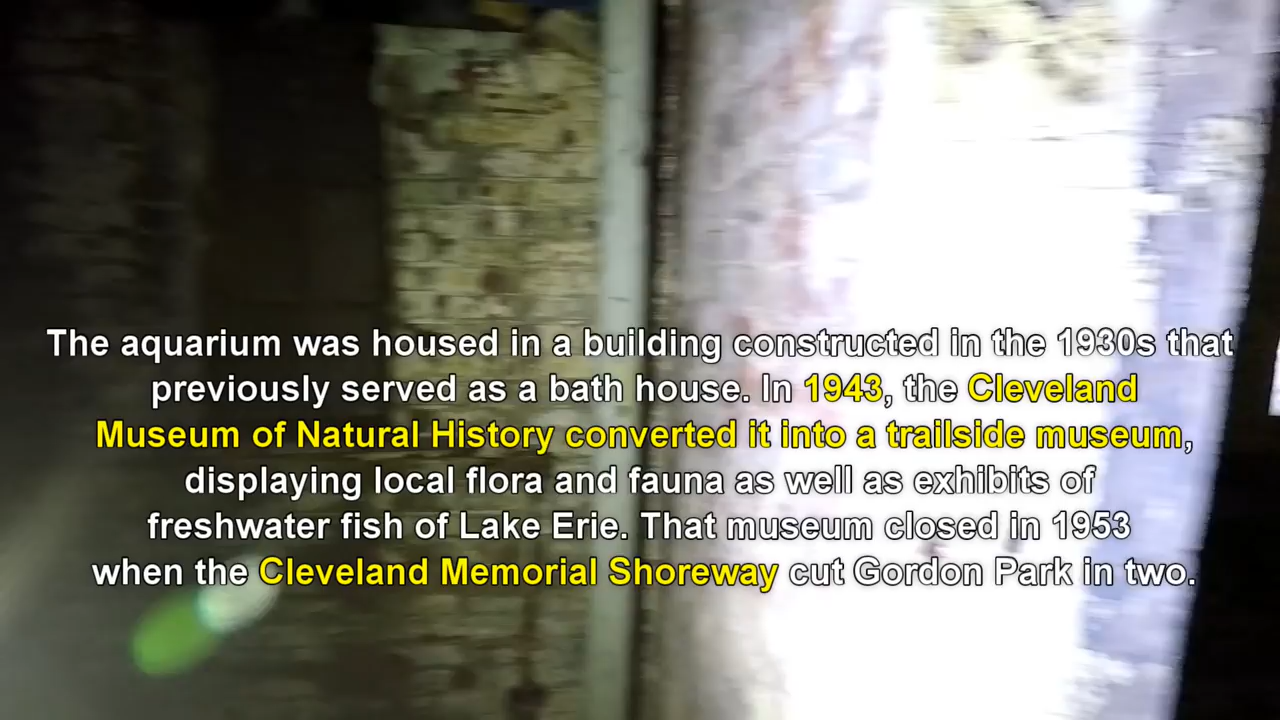 The aquarium was housed in a building constructed in the 1930s that
previously served as a bath house. In 1943, the Cleveland
Museum of Natural History converted it into a trailside museum,
displaying local flora and fauna as well as exhibits of
freshwater fish of Lake Erie. That museum closed in 1953
when the Cleveland Memorial Shoreway cut Gordon Park in two.